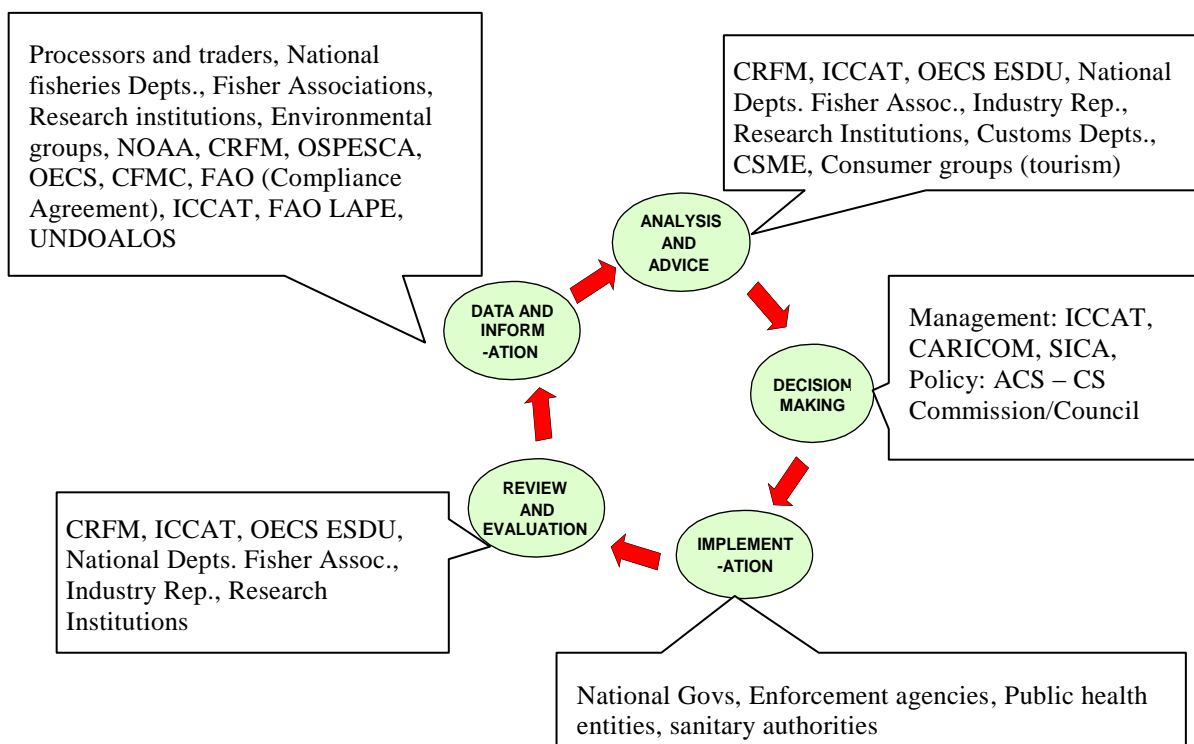 Processors and traders, National
fisheries Depts., Fisher Associations,
Research institutions, Environmental
groups, NOAA, CRFM, OSPESCA,
OECS, CFMC, FAO (Compliance
Agreement), ICCAT, FAO LAPE,
UNDOALOS
CRFM, ICCAT, OECS ESDU, National
Depts. Fisher Assoc., Industry Rep.,
Research Institutions, Customs Depts.,
CSME, Consumer groups (tourism)
ANALYSIS
AND
ADVICE
DATA AND
INFORM
-ATION
Management: ICCAT,
CARICOM, SICA,
Policy: ACS – CS
Commission/Council
DECISION
MAKING
REVIEW
AND
EVALUATION
CRFM, ICCAT, OECS ESDU,
National Depts. Fisher Assoc.,
Industry Rep., Research
Institutions
IMPLEMENT
-ATION
National Govs, Enforcement agencies, Public health
entities, sanitary authorities